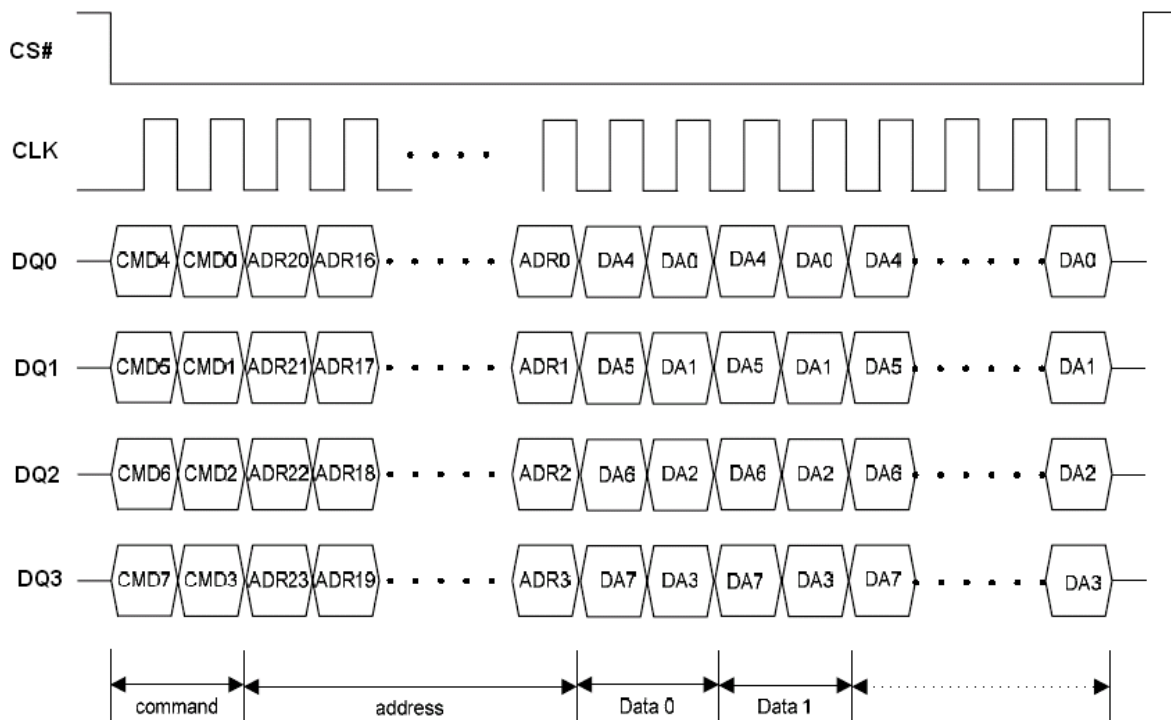 CS#
CLK
DQ0 CMD4 CMD0 ADR20 ADR16 ADR0 DA4 DA0 DA4 DA0 DA4 DA0
DQ1 CMD5 CMD1 ADR21 ADR17 ADR1 DA5 DA1 DA5 DA1 DA5 DA1
DQ2 CMD6 CMD2 ADR22 ADR18 ADR2 DA6 DA2 DA6 DA2 DA6 DA2
DQ3 CMD7 CMD3 ADR23 ADR19 ADR3 DA7 DA3 DA7 DA3 DA7 DA3
command address Data 0 Data 1